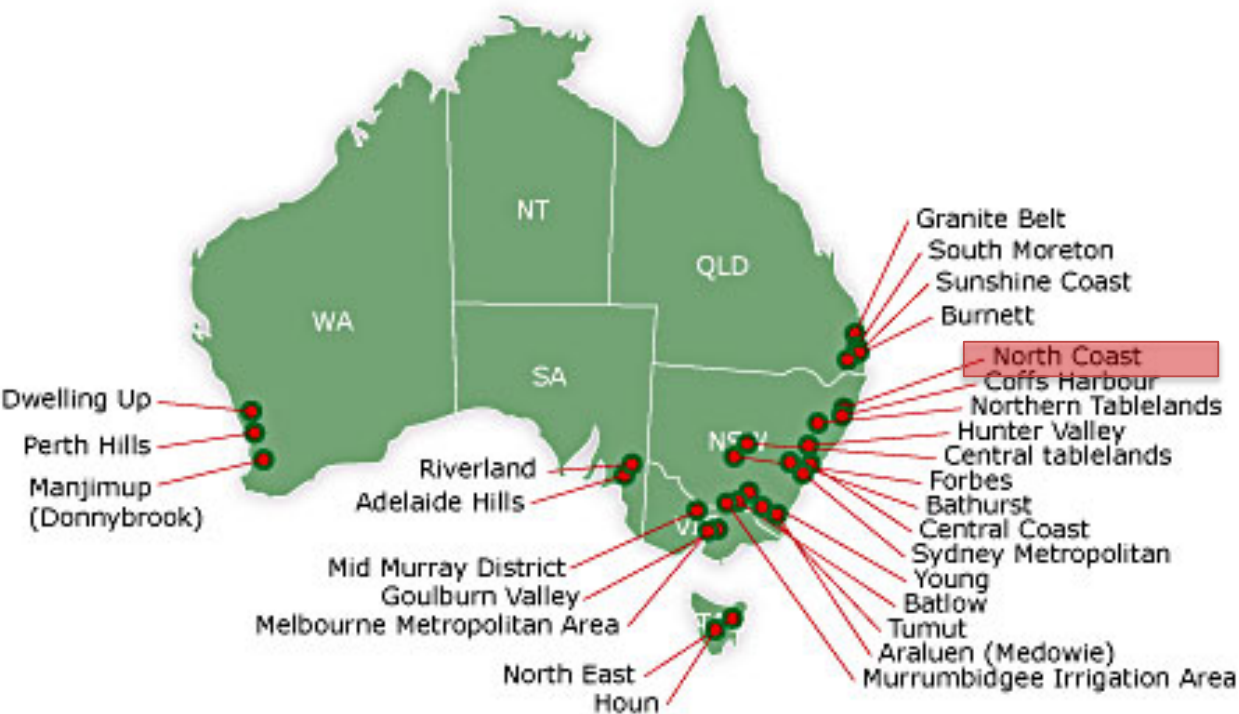 NT
QLD
WA
SA
NSW
Granite Belt
South Moreton
Sunshine Coast
Burnett
North Coast
Coffs Harbour
Northern Tablelands
Hunter Valley
Central tablelands
Forbes
Bathurst
Central Coast
Sydney Metropolitan
Young
Batlow
Tumut
Araluen (Medowie)
Murrumbidgee Irrigation Area
Dwelling Up
Perth Hills
Manjimup
(Donnybrook)
Riverland
Adelaide Hills
Mid Murray District
Goulburn Valley
Melbourne Metropolitan Area
North East
Houn